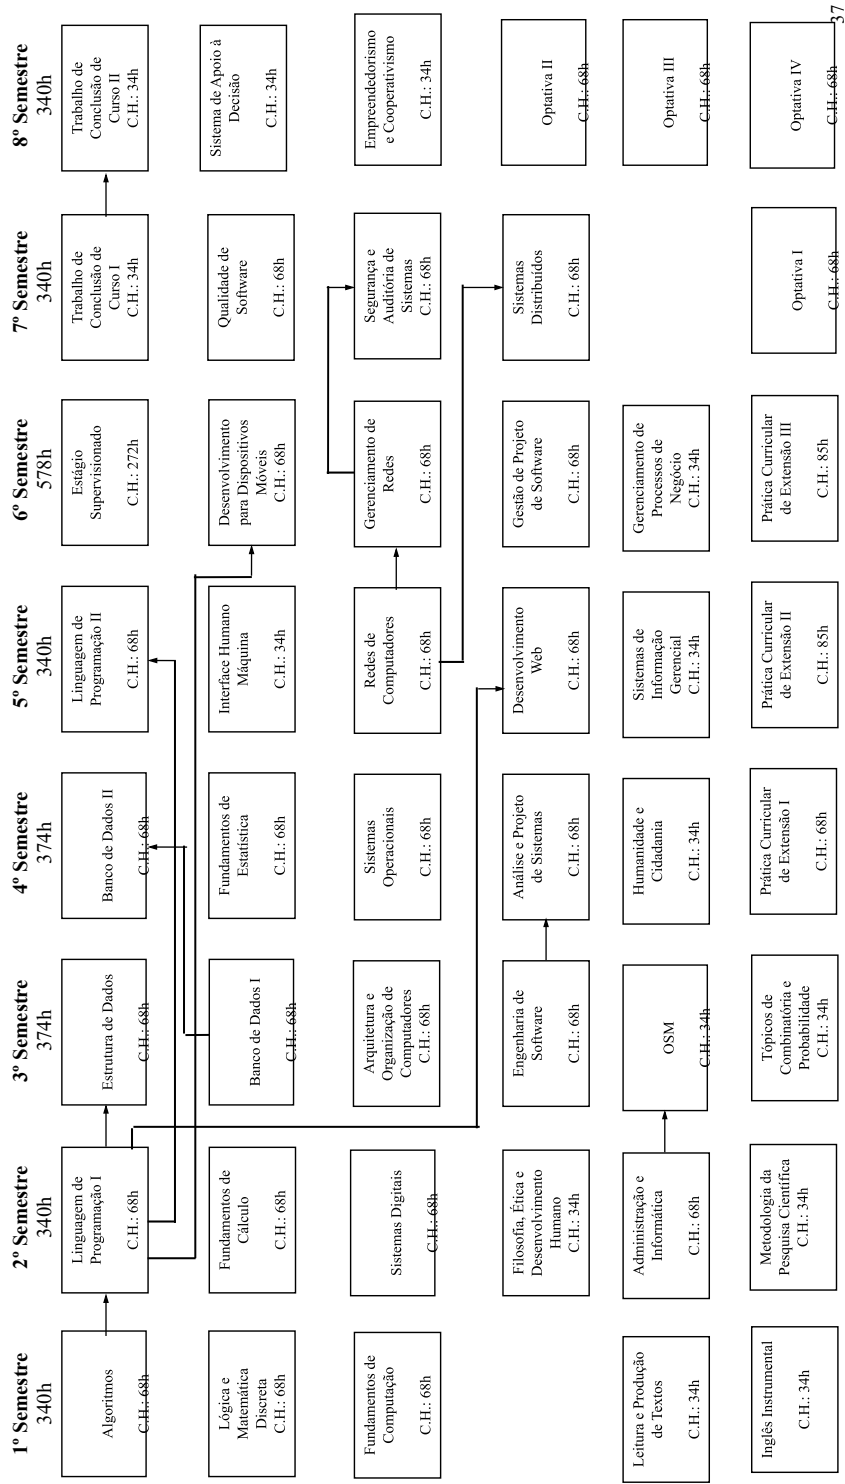 1º Semestre
340h
Algoritmos
C.H.: 68h
Lógica e
Matemática
Discreta
C.H.: 68h
Fundamentos de
Computação
C.H.: 68h
Leitura e Produção
de Textos
C.H.: 34h
Inglês Instrumental
C.H.: 34h
2º Semestre
340h
Linguagem de
Programação I
C.H.: 68h
Fundamentos de
Cálculo
C.H.: 68h
Sistemas Digitais
C.H.: 68h
Filosofia, Ética e
Desenvolvimento
Humano
C.H.: 34h
Administração e
Informática
C.H.: 68h
Metodologia da
Pesquisa Científica
C.H.: 34h
3º Semestre
374h
Estrutura de Dados
C.H.: 68h
Banco de Dados I
C.H.: 68h
Arquitetura e
Organização de
Computadores
C.H.: 68h
Engenharia de
Software
C.H.: 68h
OSM
C.H.: 34h
Tópicos de
Combinatória e
Probabilidade
C.H.: 34h
4º Semestre
374h
Banco de Dados II
C.H.: 68h
Fundamentos de
Estatística
C.H.: 68h
Sistemas
Operacionais
C.H.: 68h
Análise e Projeto
de Sistemas
C.H.: 68h
Humanidade e
Cidadania
C.H.: 34h
Prática Curricular
de Extensão I
C.H.: 68h
5º Semestre
340h
Linguagem de
Programação II
C.H.: 68h
Interface Humano
Máquina
C.H.: 34h
Redes de
Computadores
C.H.: 68h
Desenvolvimento
Web
C.H.: 68h
Sistemas de
Informação
Gerencial
C.H.: 34h
Prática Curricular
de Extensão II
C.H.: 85h
6º Semestre
578h
Estágio
Supervisionado
C.H.: 272h
Desenvolvimento
para Dispositivos
Móveis
C.H.: 68h
Gerenciamento de
Redes
C.H.: 68h
Gestão de Projeto
de Software
C.H.: 68h
Gerenciamento de
Processos de
Negócio
C.H.: 34h
Prática Curricular
de Extensão III
C.H.: 85h
7º Semestre
340h
Trabalho de
Conclusão de
Curso I
C.H.: 34h
Qualidade de
Software
C.H.: 68h
Segurança e
Auditória de
Sistemas
C.H.: 68h
Sistemas
Distribuídos
C.H.: 68h
Optativa I
C.H.: 68h
8º Semestre
340h
Trabalho de
Conclusão de
Curso II
C.H.: 34h
Sistema de Apoio à
Decisão
C.H.: 34h
Empreendedorismo
e Cooperativismo
C.H.: 34h
Optativa II
C.H.: 68h
Optativa III
C.H.: 68h
Optativa IV
C.H.: 68h
37